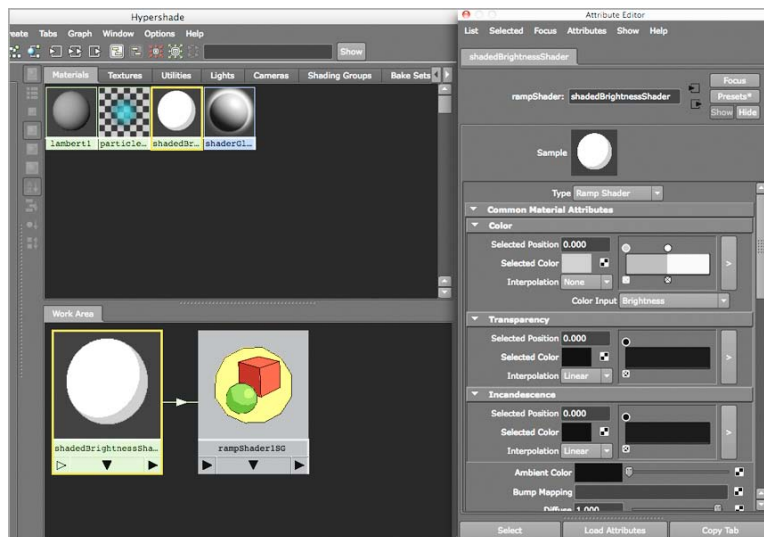 Hypershade
Create Tabs Graph Window Options Help
Show
Materials Textures Utilities Lights Cameras Shading Groups Bake Sets
lambert1 particle... shadedBr... shaderGl...
Work Area
shadedBrightnessSha...
rampShader1SG
Attribute Editor
List Selected Focus Attributes Show Help
shadedBrightnessShader
Focus
rampShader: shadedBrightnessShader
Presets*
Show Hide
Sample
Type Ramp Shader
Common Material Attributes
Color
Selected Position 0.000
Selected Color
Interpolation None
Color Input Brightness
Transparency
Selected Position 0.000
Selected Color
Interpolation Linear
Incandescence
Selected Position 0.000
Selected Color
Interpolation Linear
Ambient Color
Bump Mapping
Diffuse 1.000
Select Load Attributes Copy Tab